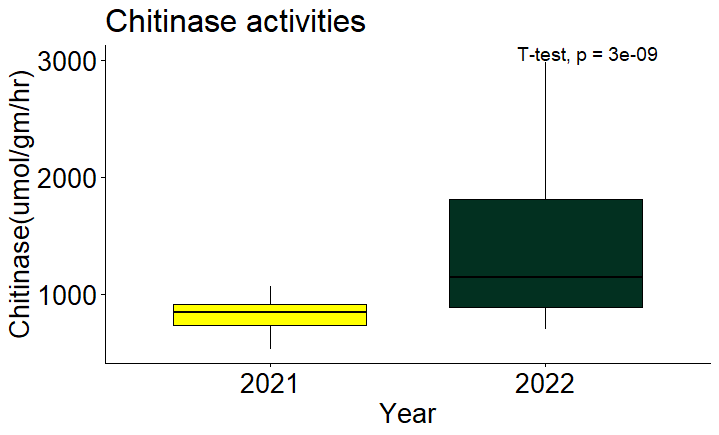 Chitinase activities
T-test, p = 3e-09
Chitinase(umol/gm/hr)
3000
2000
1000
2021
2022
Year